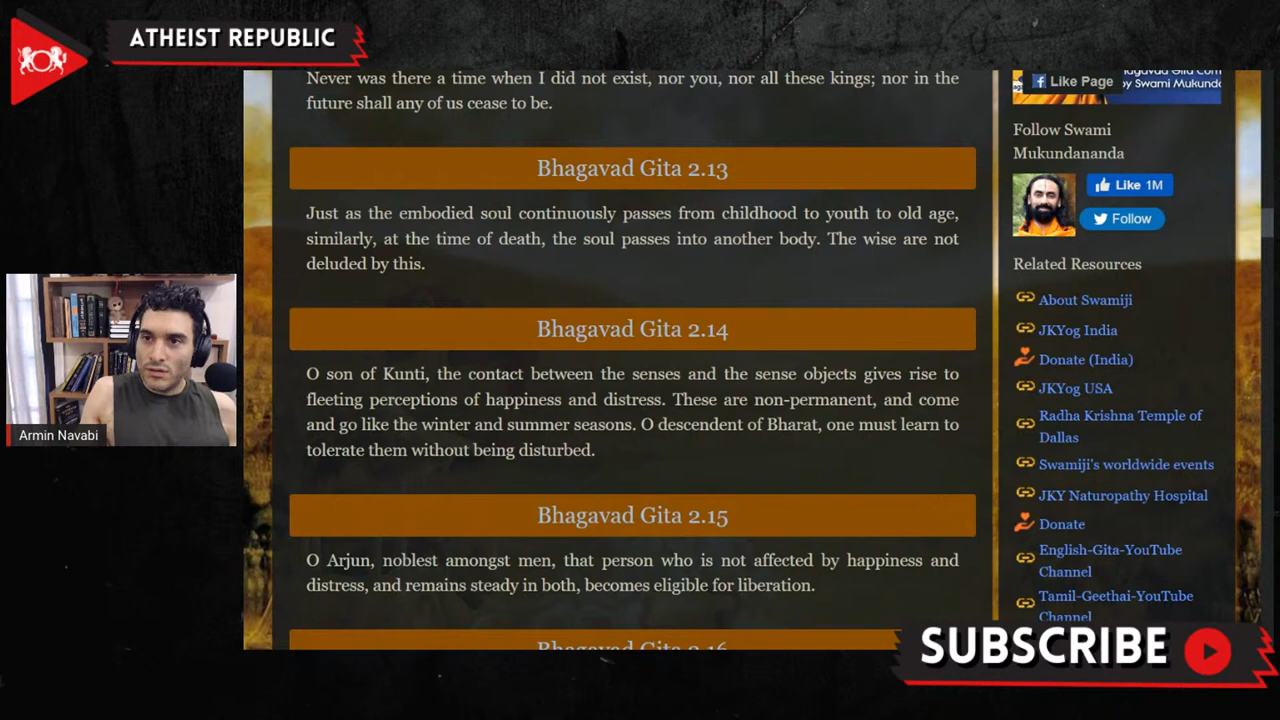 ATHEIST REPUBLIC
Never was there a time when I did not exist, nor you, nor all these kings; nor in the
future shall any of us cease to be.
Bhagavad Gita 2.13
Just as the embodied soul continuously passes from childhood to youth to old age,
similarly, at the time of death, the soul passes into another body. The wise are not
deluded by this.
Bhagavad Gita 2.14
O son of Kunti, the contact between the senses and the sense objects gives rise to
fleeting perceptions of happiness and distress. These are non-permanent, and come
and go like the winter and summer seasons. O descendent of Bharat, one must learn to
tolerate them without being disturbed.
Bhagavad Gita 2.15
O Arjun, noblest amongst men, that person who is not affected by happiness and
distress, and remains steady in both, becomes eligible for liberation.
Bhagavad Gita 2.16
Like Page
by Swami
Follow Swami
Mukundananda
Like 1M
Follow
Related Resources
About Swamiji
JKYog India
Donate (India)
JKYog USA
Radha Krishna Temple of
Dallas
Swamiji's worldwide events
JKY Naturopathy Hospital
Donate
English-Gita-YouTube
Channel
Tamil-Geethai-YouTube
Channel
Armin Navabi
SUBSCRIBE